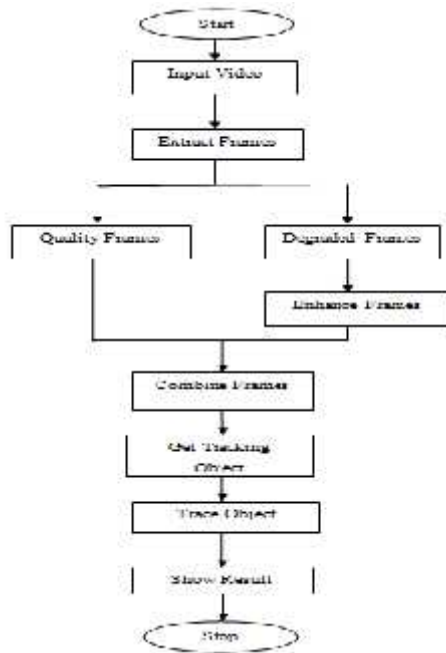 Start
Input Video
Extract Frames
Quality Frames
Degraded Frames
Enhance Frames
Combine Frames
Get Tracking
Object
Trace Object
Show Result
Stop